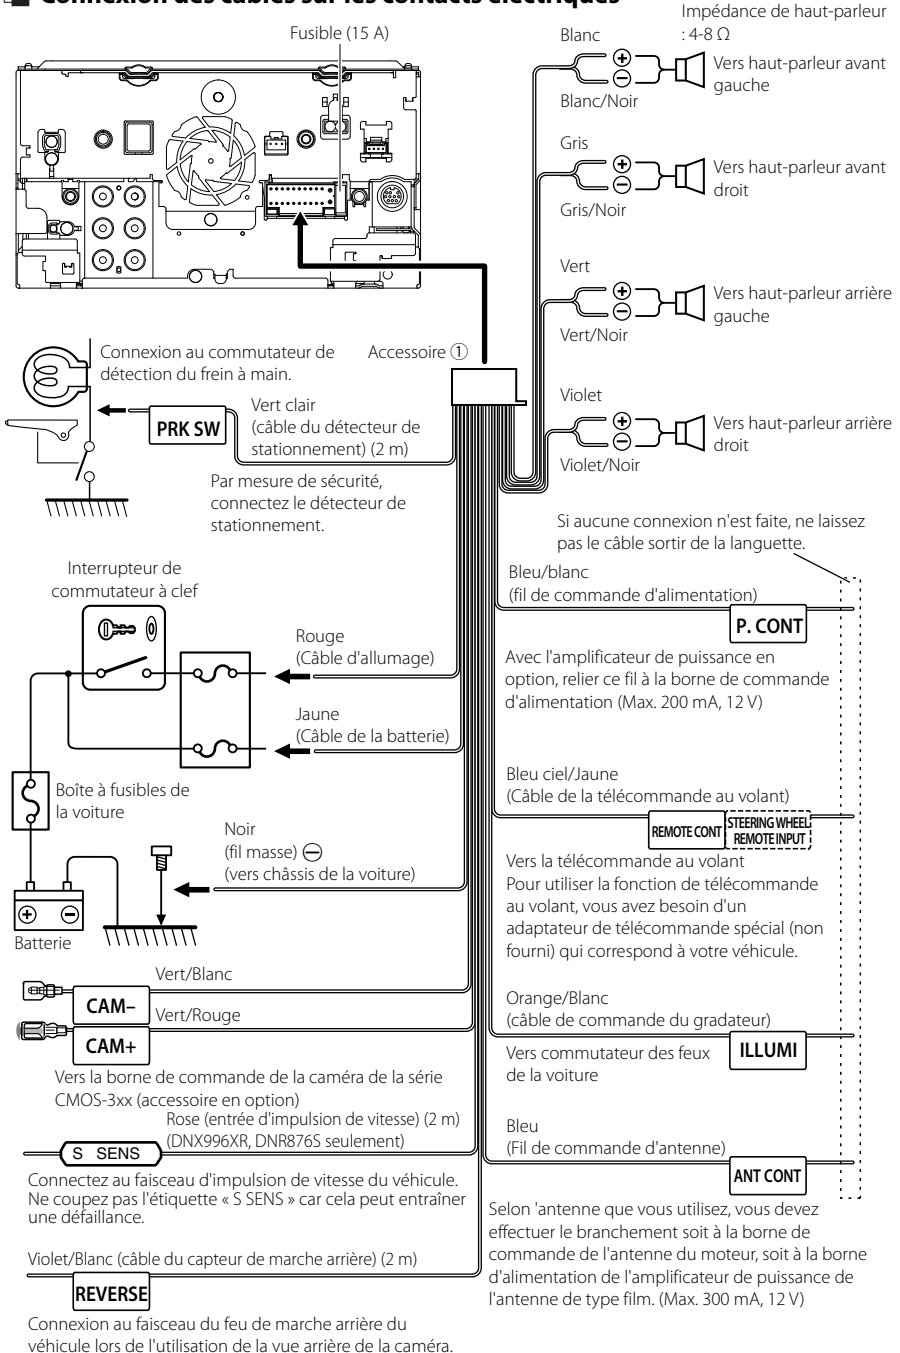 Connexion des câbles sur les contacts électriques
Fusible (15 A)
Impédance de haut-parleur
: 4-8 Ω
Blanc
Vers haut-parleur avant
gauche
Blanc/Noir
Gris
Vers haut-parleur avant
droit
Gris/Noir
Vert
Vers haut-parleur arrière
gauche
Vert/Noir
Violet
Vers haut-parleur arrière
droit
Violet/Noir
Connexion au commutateur de
détection du frein à main.
Accessoire ①
PRK SW
Vert clair
(câble du détecteur de
stationnement) (2 m)
Par mesure de sécurité,
connectez le détecteur de
stationnement.
Si aucune connexion n'est faite, ne laissez
pas le câble sortir de la languette.
Interrupteur de
commutateur à clef
Rouge
(Câble d'allumage)
Jaune
(Câble de la batterie)
Boîte à fusibles de
la voiture
Noir
(fil masse) ⊖
(vers châssis de la voiture)
Batterie
Bleu/blanc
(fil de commande d'alimentation)
P. CONT
Avec l'amplificateur de puissance en
option, relier ce fil à la borne de commande
d'alimentation (Max. 200 mA, 12 V)
Bleu ciel/Jaune
(Câble de la télécommande au volant)
REMOTE CONT
STEERING WHEEL
REMOTE INPUT
Vers la télécommande au volant
Pour utiliser la fonction de télécommande
au volant, vous avez besoin d'un
adaptateur de télécommande spécial (non
fourni) qui correspond à votre véhicule.
Vert/Blanc
CAM–
Vert/Rouge
CAM+
Vers la borne de commande de la caméra de la série
CMOS-3xx (accessoire en option)
Orange/Blanc
(câble de commande du gradateur)
ILLUMI
Vers commutateur des feux
de la voiture
Rose (entrée d'impulsion de vitesse) (2 m)
(DNX996XR, DNR876S seulement)
S SENS
Connectez au faisceau d'impulsion de vitesse du véhicule.
Ne coupez pas l'étiquette « S SENS » car cela peut entraîner
une défaillance.
Bleu
(Fil de commande d'antenne)
ANT CONT
Selon 'antenne que vous utilisez, vous devez
effectuer le branchement soit à la borne de
commande de l'antenne du moteur, soit à la borne
d'alimentation de l'amplificateur de puissance de
l'antenne de type film. (Max. 300 mA, 12 V)
Violet/Blanc (câble du capteur de marche arrière) (2 m)
REVERSE
Connexion au faisceau du feu de marche arrière du
véhicule lors de l'utilisation de la vue arrière de la caméra.